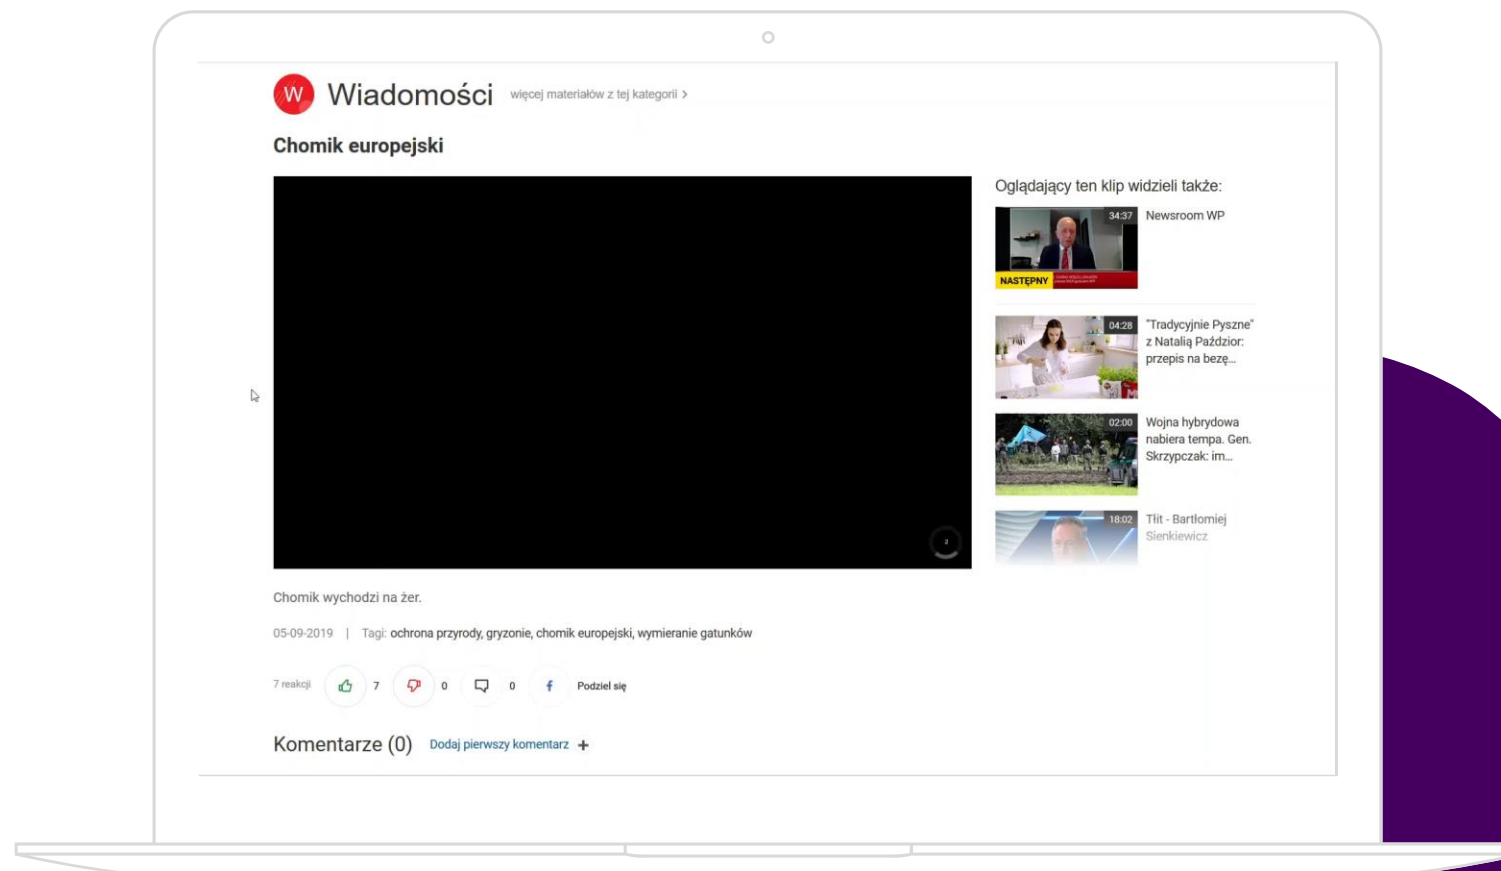 W Wiadomości więcej materiałów z tej kategorii >
Chomik europejski
Oglądający ten klip widzieli także:
34:37 Newsroom WP
NASTĘPNY
04:28 "Tradycyjnie Pyszne"
z Natalią Paździor:
przepis na bezę...
02:00 Wojna hybrydowa
nabiera tempa. Gen.
Skrzypczak: im...
18:02 Tłit - Bartłomiej
Sienkiewicz
2
Chomik wychodzi na żer.
05-09-2019 | Tagi: ochrona przyrody, gryzonie, chomik europejski, wymieranie gatunków
7 reakcji 7 0 0 f Podziel się
Komentarze (0) Dodaj pierwszy komentarz +